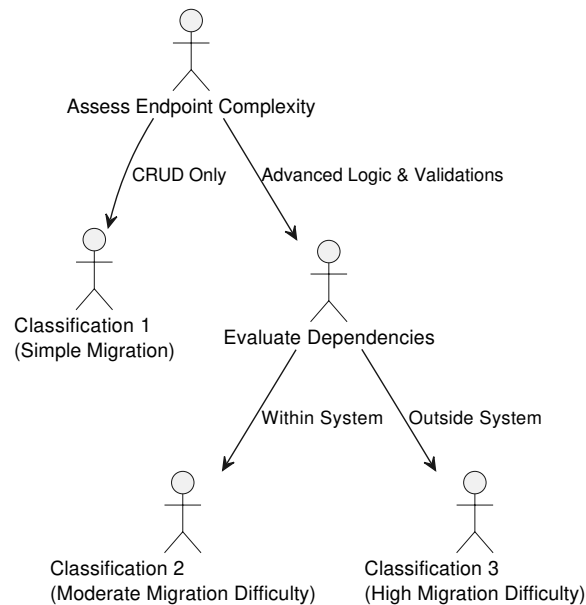 Assess Endpoint Complexity
CRUD Only
Advanced Logic & Validations
Classification 1
(Simple Migration)
Evaluate Dependencies
Within System
Outside System
Classification 2
(Moderate Migration Difficulty)
Classification 3
(High Migration Difficulty)